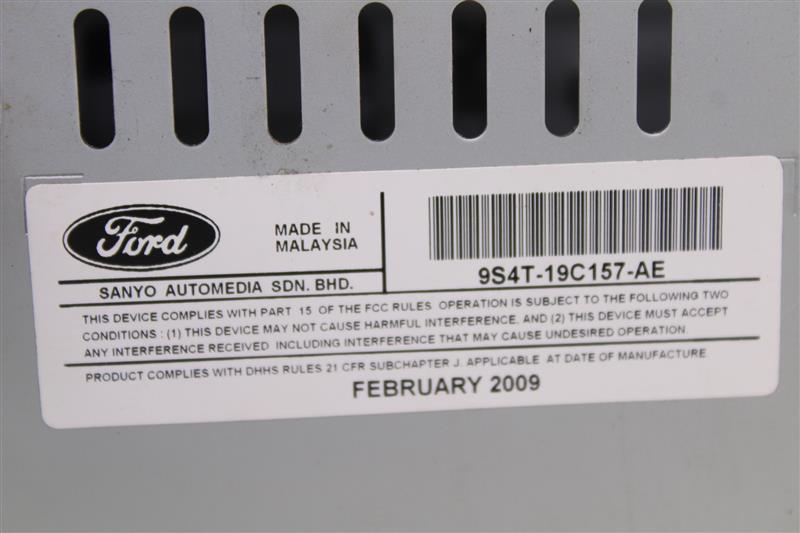 Ford
MADE IN
MALAYSIA
SANYO AUTOMEDIA SDN. BHD.
9S4T-19C157-AE
THIS DEVICE COMPLIES WITH PART 15 OF THE FCC RULES OPERATION IS SUBJECT TO THE FOLLOWING TWO
CONDITIONS : (1) THIS DEVICE MAY NOT CAUSE HARMFUL INTERFERENCE, AND (2) THIS DEVICE MUST ACCEPT
ANY INTERFERENCE RECEIVED INCLUDING INTERFERENCE THAT MAY CAUSE UNDESIRED OPERATION.
PRODUCT COMPLIES WITH DHHS RULES 21 CFR SUBCHAPTER J. APPLICABLE AT DATE OF MANUFACTURE
FEBRUARY 2009